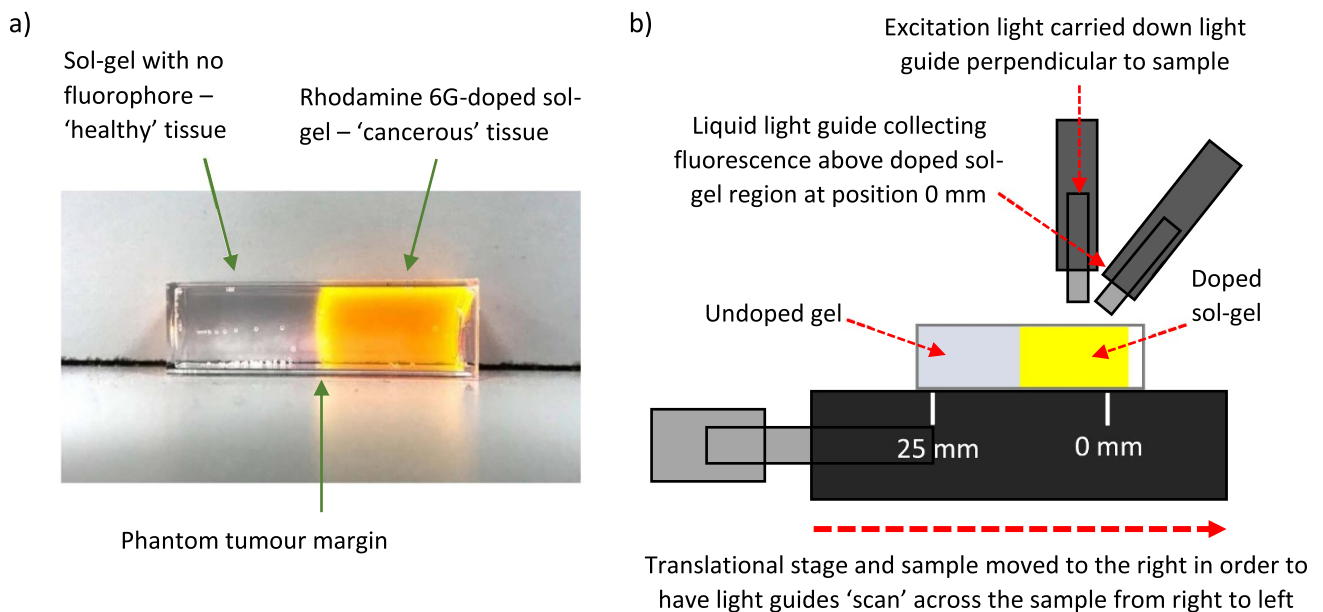 a)
Sol-gel with no
fluorophore –
‘healthy’ tissue
Rhodamine 6G-doped sol-
gel – ‘cancerous’ tissue
Phantom tumour margin
b)
Excitation light carried down light
guide perpendicular to sample
Liquid light guide collecting
fluorescence above doped sol-
gel region at position 0 mm
Undoped gel
Doped
sol-gel
25 mm
0 mm
Translational stage and sample moved to the right in order to
have light guides ‘scan’ across the sample from right to left